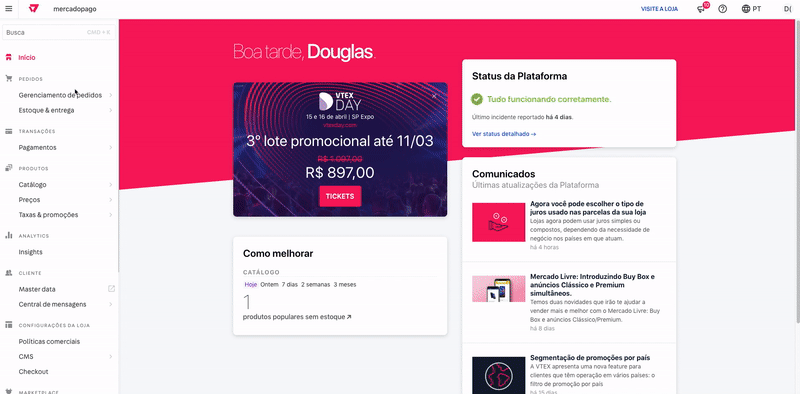 mercadopago
VISITE A LOJA
10
PT
D(
Busca
CMD + K
Início
PEDIDOS
Gerenciamento de pedidos
Estoque & entrega
TRANSAÇÕES
Pagamentos
PRODUTOS
Catálogo
Preços
Taxas & promoções
ANALYTICS
Insights
CLIENTE
Master data
Central de mensagens
CONFIGURAÇÕES DA LOJA
Políticas comerciais
CMS
Checkout
MARKETPLACE
Boa tarde, Douglas.
VTEX
DAY
15 e 16 de abril | SP Expo
vtexday.com
3º lote promocional até 11/03
R$ 1.097,00
R$ 897,00
TICKETS
Como melhorar
CATÁLOGO
Hoje Ontem 7 dias 2 semanas 3 meses
1
produtos populares sem estoque
Status da Plataforma
Tudo funcionando corretamente.
Último incidente reportado há 4 dias.
Ver status detalhado →
Comunicados
Últimas atualizações da Plataforma
Agora você pode escolher o tipo de
juros usado nas parcelas da sua loja
Lojas agora podem usar juros simples ou
compostos, dependendo da necessidade de
negócio nos países em que atuam.
há 4 horas
Mercado Livre: Introduzindo Buy Box e
anúncios Clássico e Premium
simultâneos.
Temos duas novidades que irão te ajudar a
vender mais e melhor com o Mercado Livre: Buy
Box e anúncios Clássico/Premium.
há 8 dias
Segmentação de promoções por país
A VTEX apresenta uma nova feature para
clientes que têm operação em vários países: o
filtro de promoção por país
há 15 dias